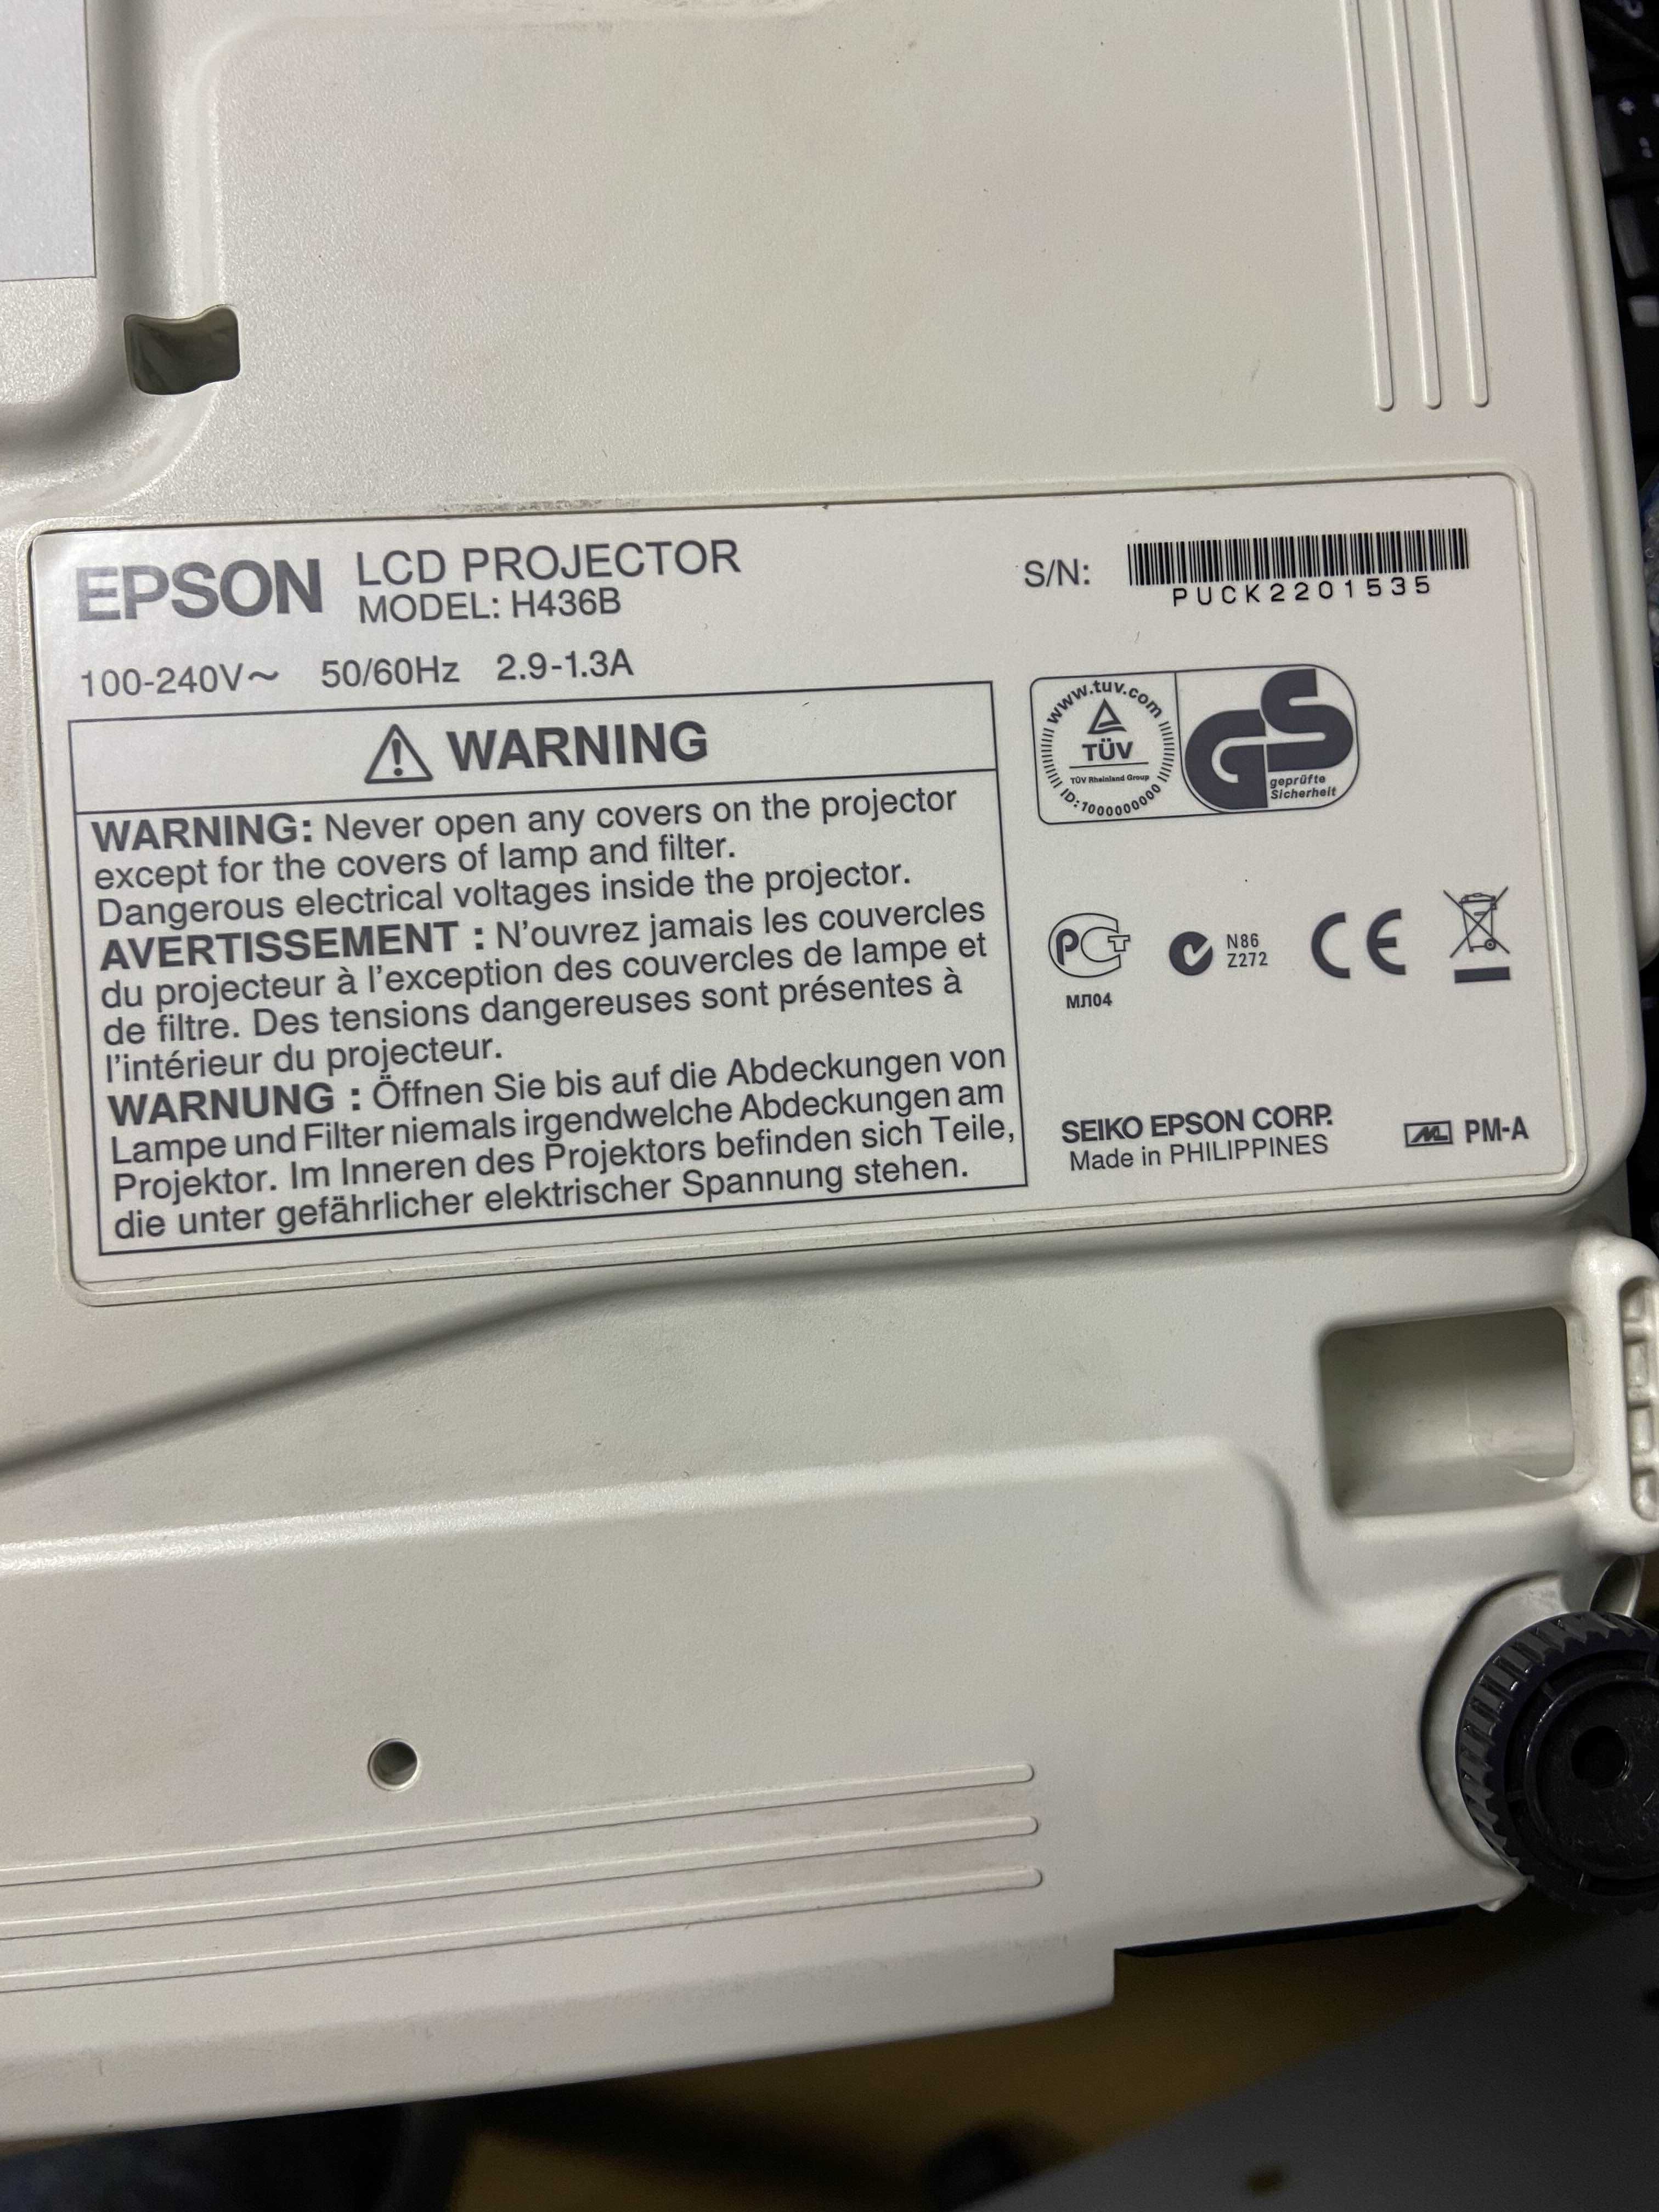 EPSON LCD PROJECTOR
MODEL: H436B
S/N:
PUCK2201535
100-240V～ 50/60Hz 2.9-1.3A
WARNING
WARNING: Never open any covers on the projector
except for the covers of lamp and filter.
Dangerous electrical voltages inside the projector.
AVERTISSEMENT : N'ouvrez jamais les couvercles
du projecteur à l'exception des couvercles de lampe et
de filtre. Des tensions dangereuses sont présentes à
l'intérieur du projecteur.
WARNUNG : Öffnen Sie bis auf die Abdeckungen von
Lampe und Filter niemals irgendwelche Abdeckungen am
Projektor. Im Inneren des Projektors befinden sich Teile,
die unter gefährlicher elektrischer Spannung stehen.
www.tuv.com
TÜV
TÜV Rheinland Group
ID:1000000000
GS
geprüfte
Sicherheit
РСТ
МЛ04
N86
Z272
CE
SEIKO EPSON CORP.
Made in PHILIPPINES
ML PM-A